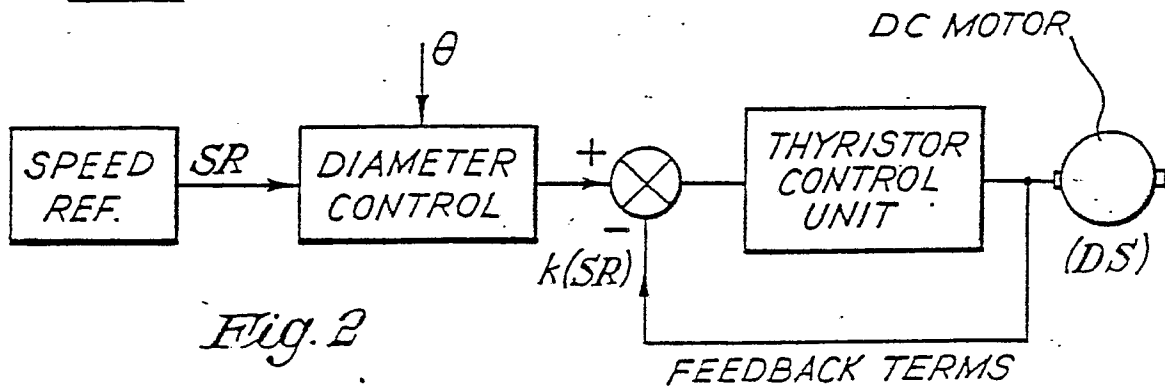 DC MOTOR
θ
SPEED
REF.
SR
DIAMETER
CONTROL
+
−
k(SR)
THYRISTOR
CONTROL
UNIT
(DS)
Fig. 2
FEEDBACK TERMS